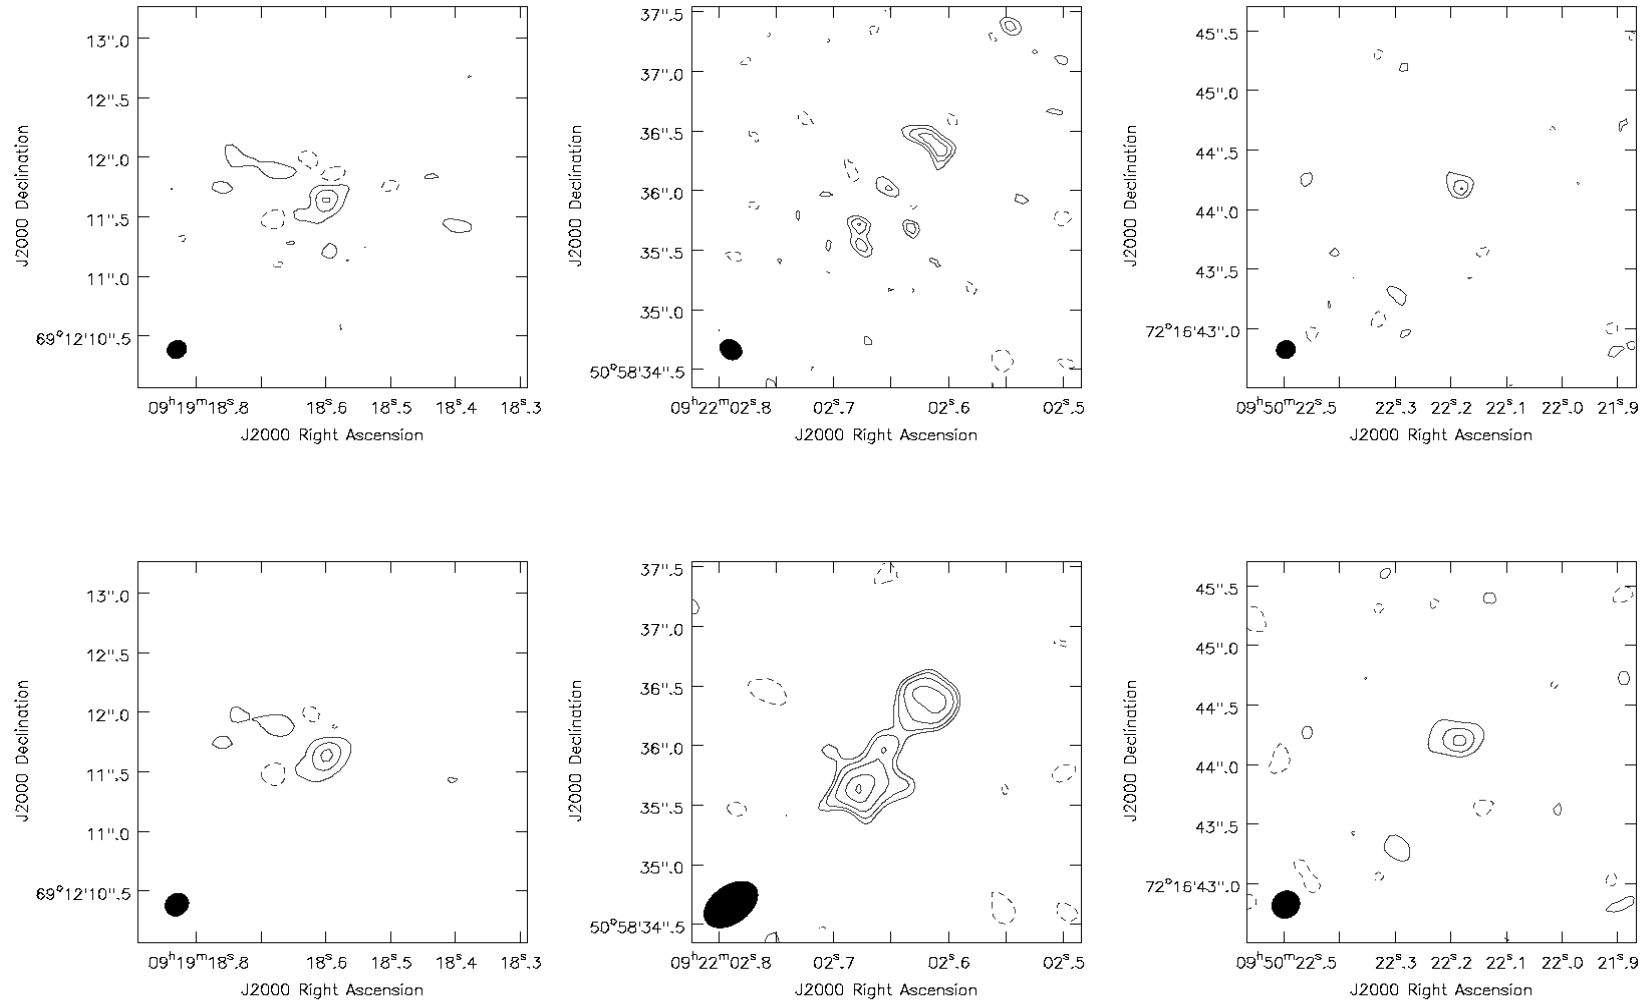 J2000 Declination
13".0
12".5
12".0
11".5
11".0
69°12'10".5
09ʰ19ᵐ18ˢ.8 18ˢ.6 18ˢ.5 18ˢ.4 18ˢ.3
J2000 Right Ascension
J2000 Declination
37".5
37".0
36".5
36".0
35".5
35".0
50°58'34".5
09ʰ22ᵐ02ˢ.8 02ˢ.7 02ˢ.6 02ˢ.5
J2000 Right Ascension
J2000 Declination
45".5
45".0
44".5
44".0
43".5
72°16'43".0
09ʰ50ᵐ22ˢ.5 22ˢ.3 22ˢ.2 22ˢ.1 22ˢ.0 21ˢ.9
J2000 Right Ascension
J2000 Declination
13".0
12".5
12".0
11".5
11".0
69°12'10".5
09ʰ19ᵐ18ˢ.8 18ˢ.6 18ˢ.5 18ˢ.4 18ˢ.3
J2000 Right Ascension
J2000 Declination
37".5
37".0
36".5
36".0
35".5
35".0
50°58'34".5
09ʰ22ᵐ02ˢ.8 02ˢ.7 02ˢ.6 02ˢ.5
J2000 Right Ascension
J2000 Declination
45".5
45".0
44".5
44".0
43".5
72°16'43".0
09ʰ50ᵐ22ˢ.5 22ˢ.3 22ˢ.2 22ˢ.1 22ˢ.0 21ˢ.9
J2000 Right Ascension